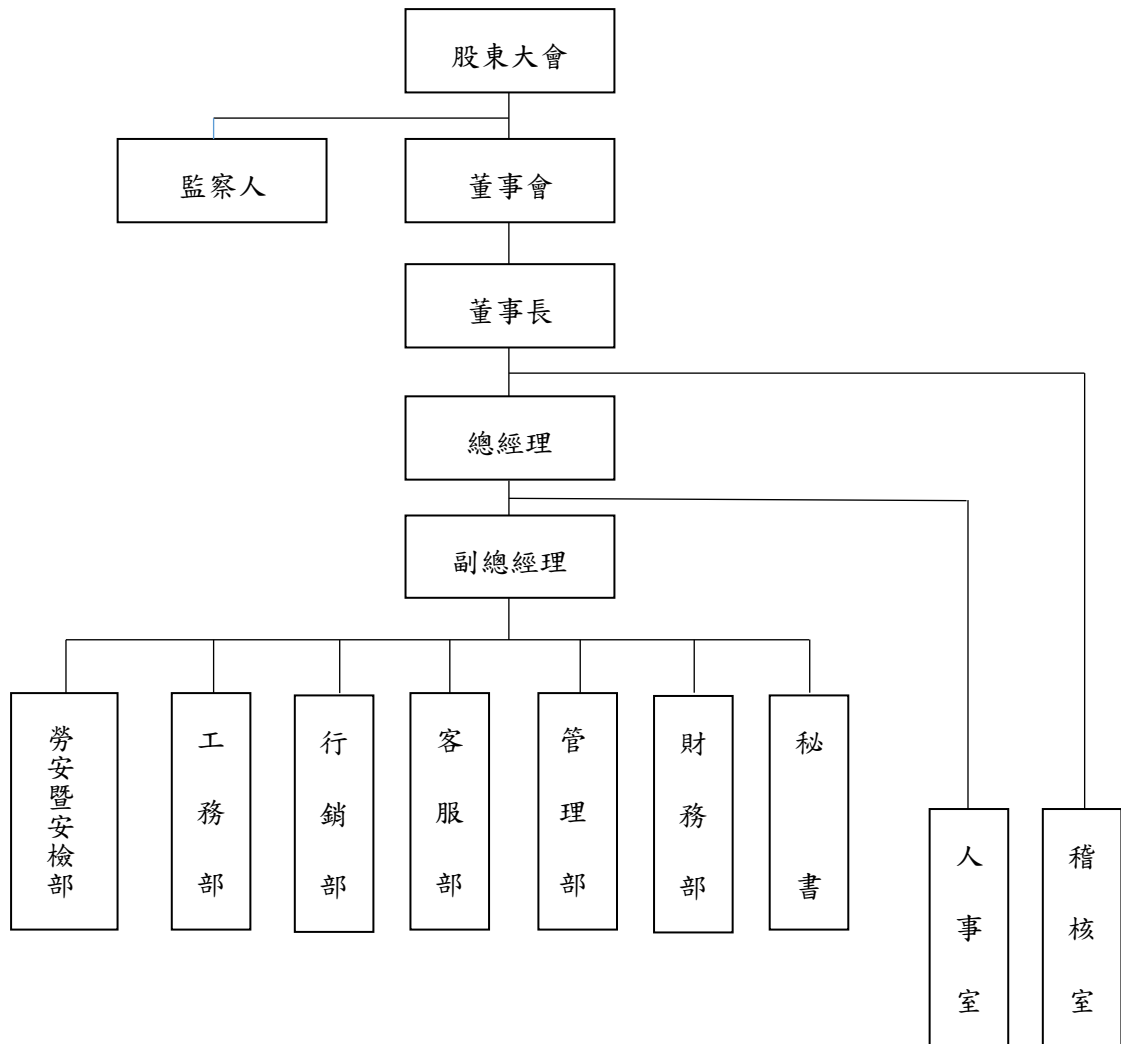 股東大會
監察人
董事會
董事長
總經理
副總經理
勞安暨安檢部
工務部
行銷部
客服部
管理部
財務部
秘書
人事室
稽核室